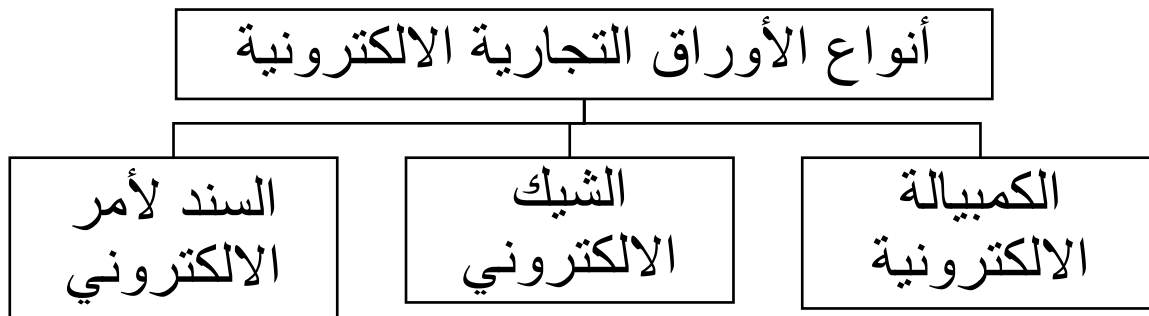 أنواع الأوراق التجارية الالكترونية
الكمبيالة
الالكترونية
الشيك
الالكتروني
السند لأمر
الالكتروني